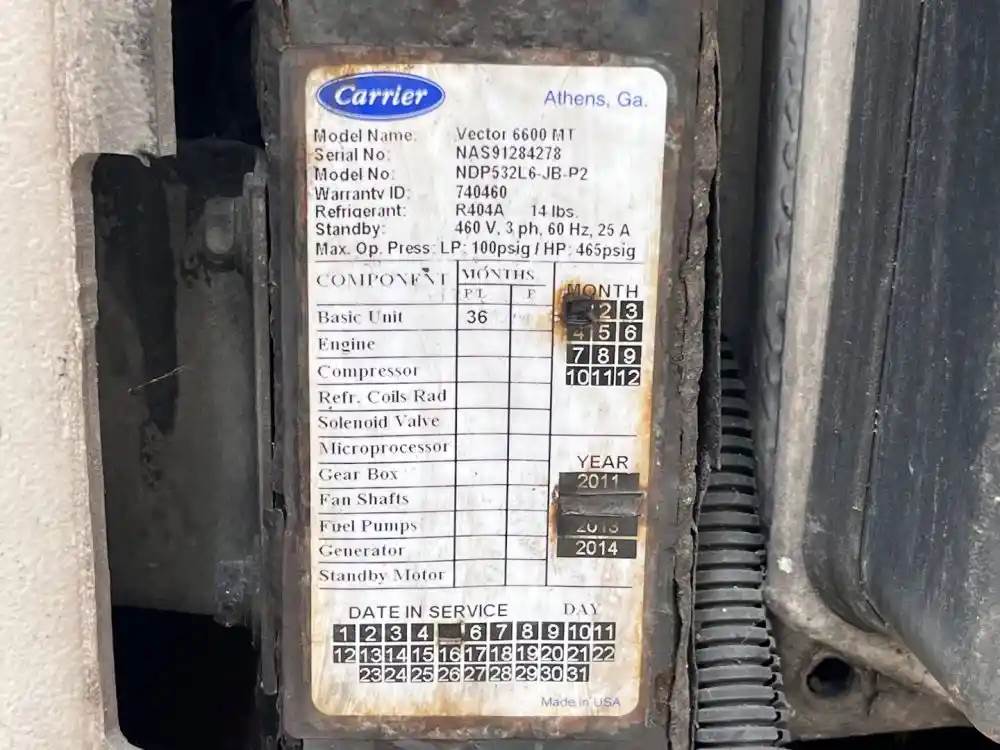 Carrier
Athens, Ga.
Model Name: Vector 6600 MT
Serial No: NAS91284278
Model No: NDP532L6-JB-P2
Warranty ID: 740460
Refrigerant: R404A 14 lbs.
Standby: 460 V, 3 ph, 60 Hz, 25 A
Max. Op. Press: LP: 100psig / HP: 465psig
COMPONENT MONTHS
PL F
MONTH
Basic Unit 36
2 3
4 5 6
7 8 9
10 11 12
Engine
Compressor
Refr. Coils Rad
Solenoid Valve
Microprocessor
Gear Box
Fan Shafts
Fuel Pumps
Generator
Standby Motor
YEAR
2011
2013
2014
DATE IN SERVICE DAY
1 2 3 4 6 7 8 9 10 11
12 13 14 15 16 17 18 19 20 21 22
23 24 25 26 27 28 29 30 31
Made in USA